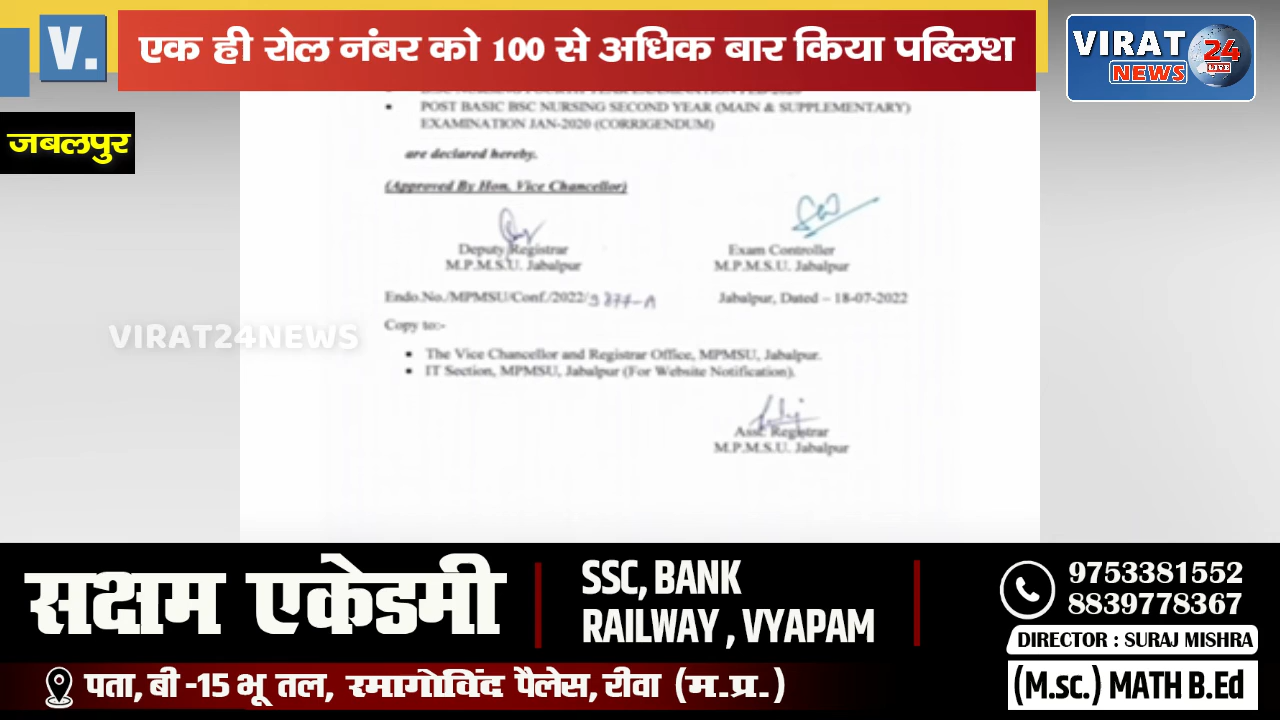 V.
एक ही रोल नंबर को 100 से अधिक बार किया पब्लिश
VIRAT 24
NEWS LIVE
जबलपुर
POST BASIC BSC NURSING SECOND YEAR (MAIN & SUPPLEMENTARY)
EXAMINATION JAN-2020 (CORRIGENDUM)
are declared hereby.
(Approved By Hon. Vice Chancellor)
Deputy Registrar
M.P.M.S.U. Jabalpur
Exam Controller
M.P.M.S.U. Jabalpur
Endo.No./MPMSU/Conf./2022/
Jabalpur, Dated – 18-07-2022
Copy to:-
VIRAT24NEWS
The Vice Chancellor and Registrar Office, MPMSU, Jabalpur.
IT Section, MPMSU, Jabalpur (For Website Notification).
Asst. Registrar
M.P.M.S.U. Jabalpur
सक्षम एकेडमी
SSC, BANK
RAILWAY , VYAPAM
9753381552
8839778367
DIRECTOR : SURAJ MISHRA
(M.sc.) MATH B.Ed
पता, बी -15 भू तल, रमागोविंद पैलेस, रीवा (म.प्र.)